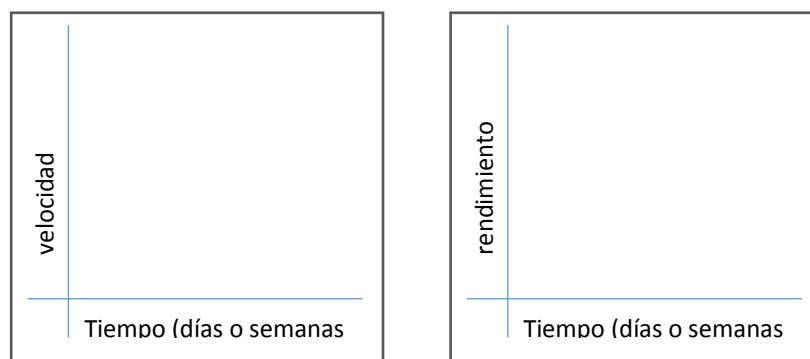 velocidad
Tiempo (días o semanas
rendimiento
Tiempo (días o semanas